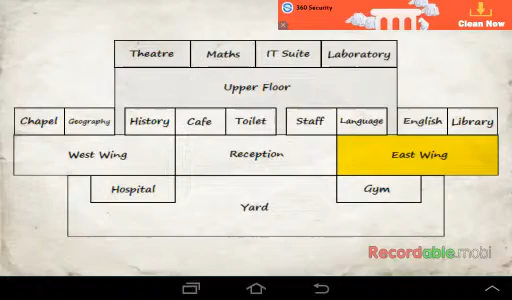 360 Security
Clean Now
Theatre Maths IT Suite Laboratory
Upper Floor
Chapel Geography History Cafe Toilet Staff Language English Library
West Wing Reception East Wing
Hospital Gym
Yard
Recordable.mobi